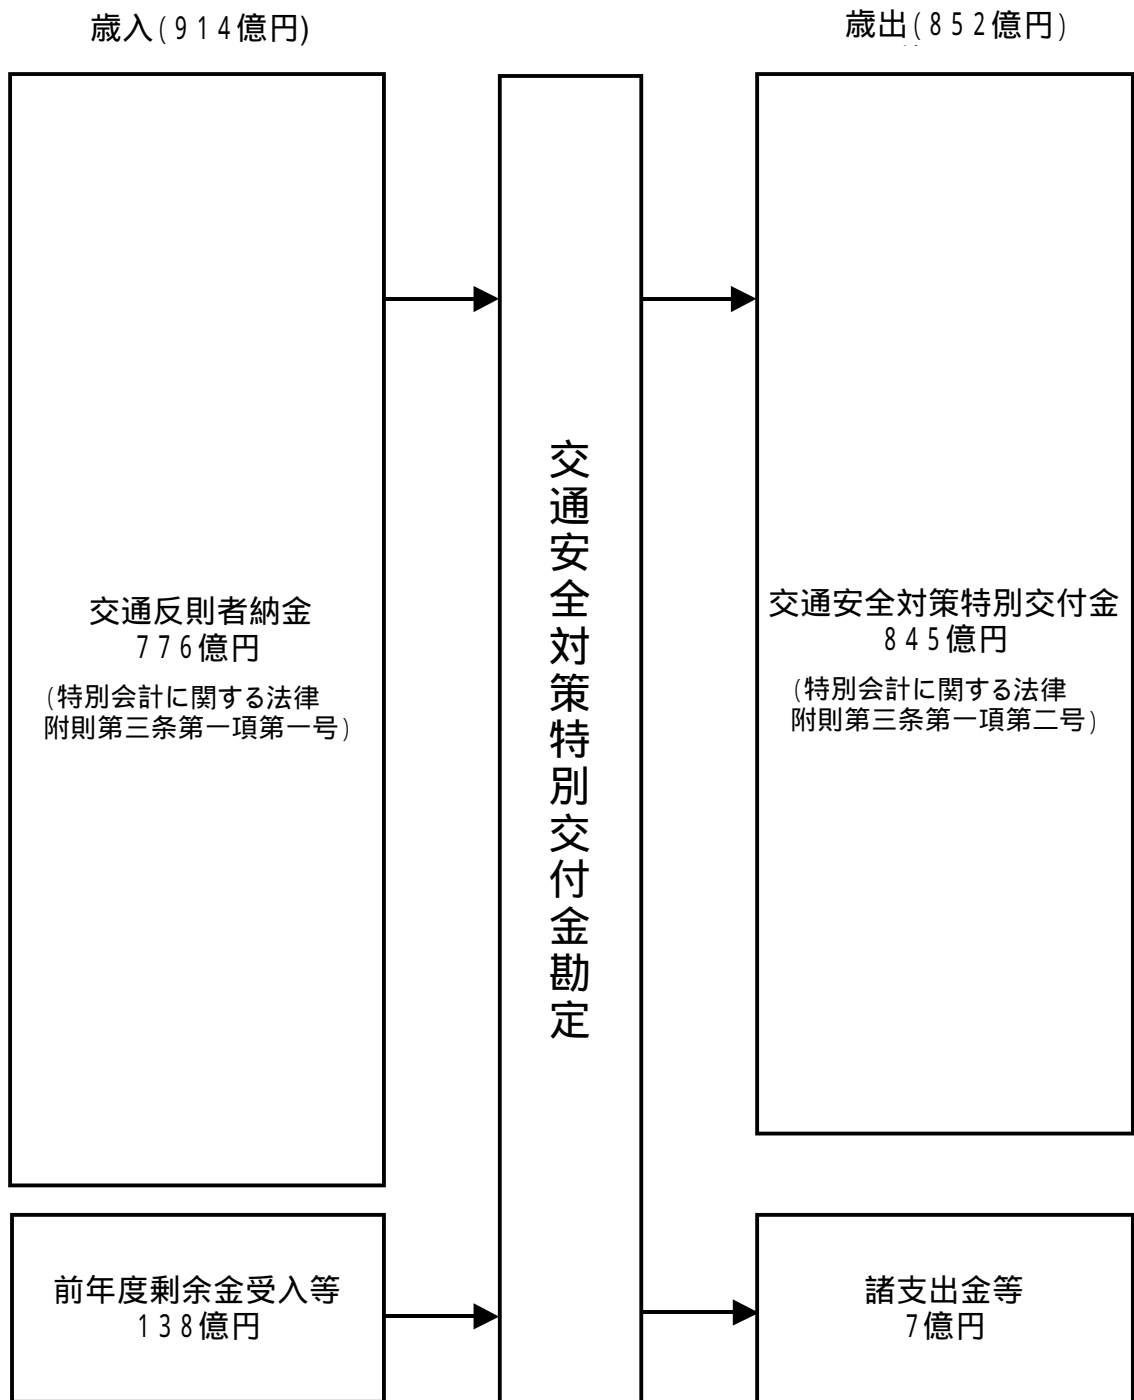 歳入(914億円)
歳出(852億円)
交通反則者納金
776億円
(特別会計に関する法律
附則第三条第一項第一号)
交通安全対策特別交付金勘定
交通安全対策特別交付金
845億円
(特別会計に関する法律
附則第三条第一項第二号)
前年度剰余金受入等
138億円
諸支出金等
7億円